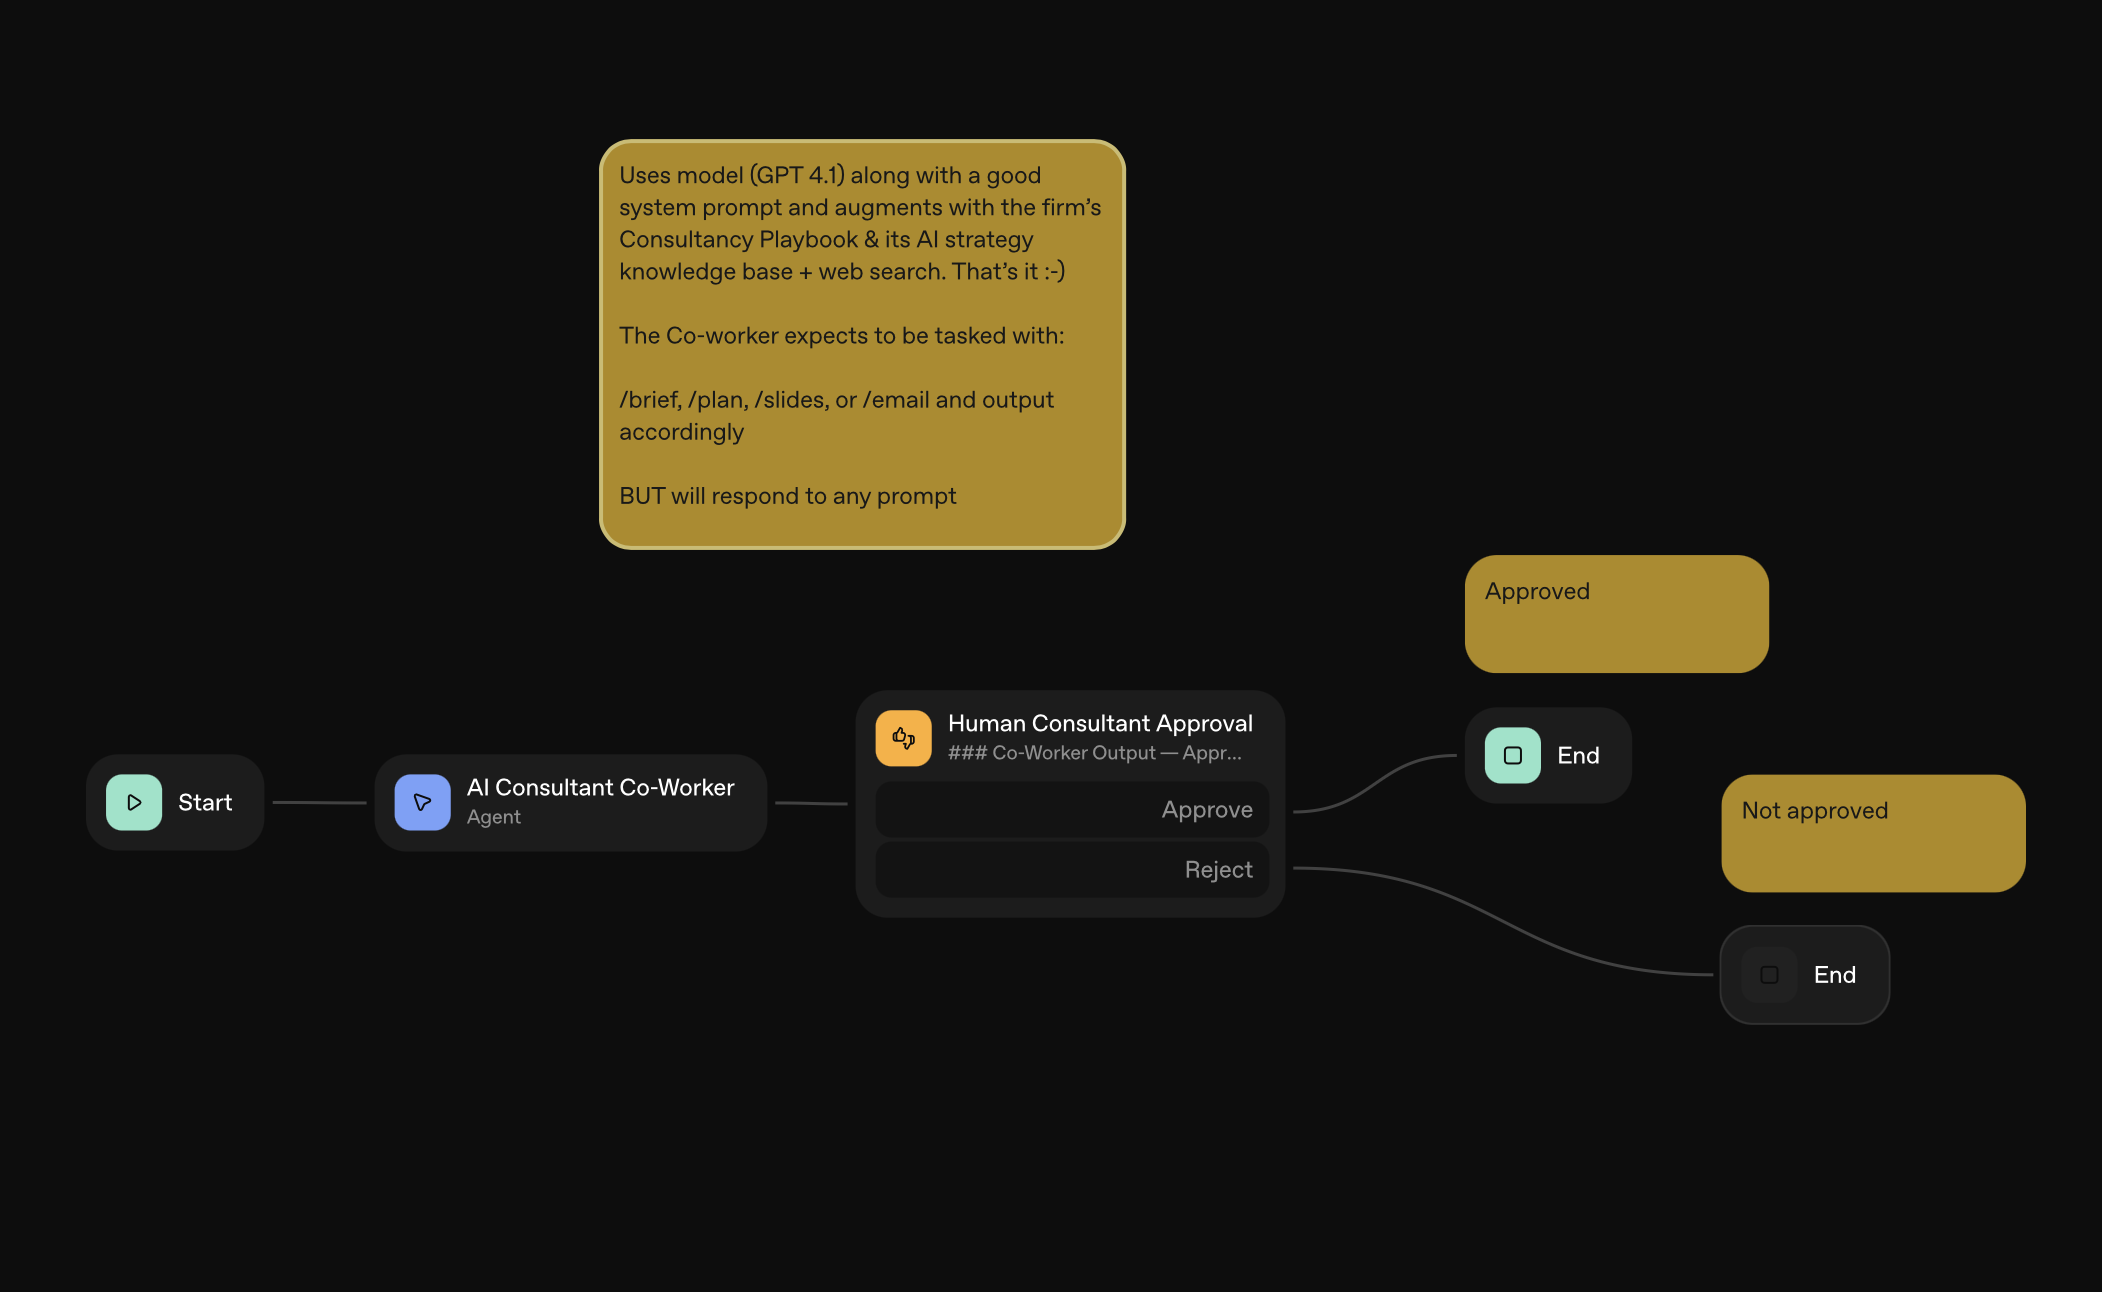 Uses model (GPT 4.1) along with a good
system prompt and augments with the firm’s
Consultancy Playbook & its AI strategy
knowledge base + web search. That’s it :-)
The Co-worker expects to be tasked with:
/brief, /plan, /slides, or /email and output
accordingly
BUT will respond to any prompt
Start
AI Consultant Co-Worker
Agent
Human Consultant Approval
### Co-Worker Output — Appr...
Approve
Reject
Approved
End
Not approved
End